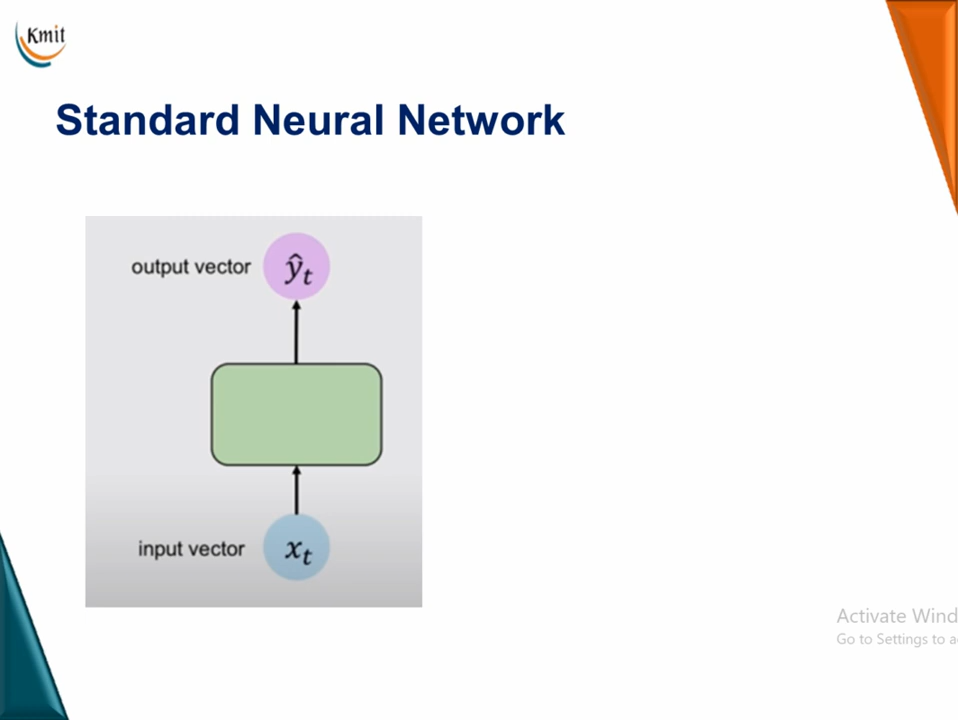 Kmit
Standard Neural Network
output vector
ŷt
input vector
xt
Activate Wind
Go to Settings to a